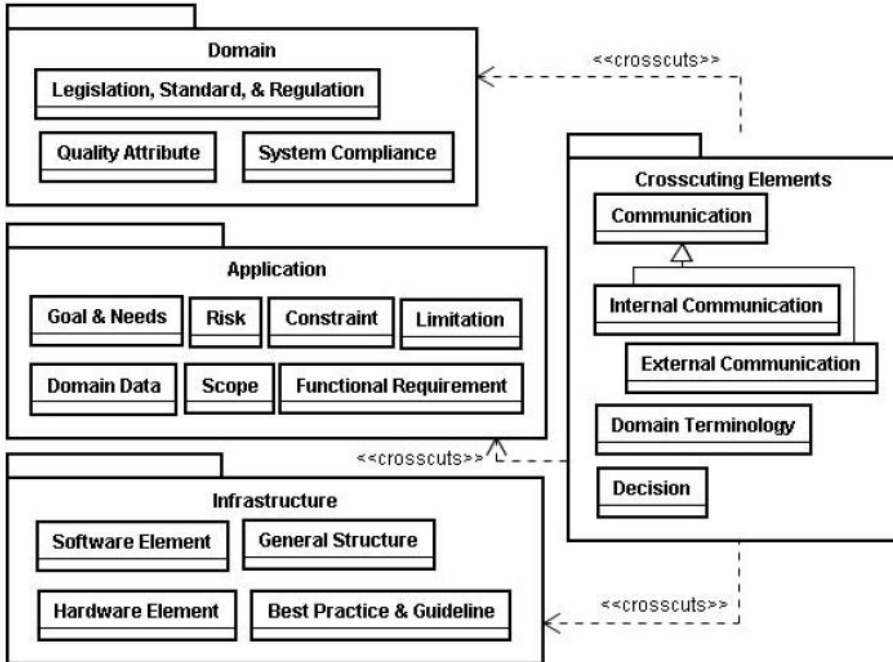 Domain
Legislation, Standard, & Regulation
Quality Attribute
System Compliance
<<crosscuts>>
Crosscuting Elements
Communication
Internal Communication
External Communication
Domain Terminology
Decision
Application
Goal & Needs
Risk
Constraint
Limitation
Domain Data
Scope
Functional Requirement
<<crosscuts>>
Infrastructure
Software Element
General Structure
Hardware Element
Best Practice & Guideline
<<crosscuts>>